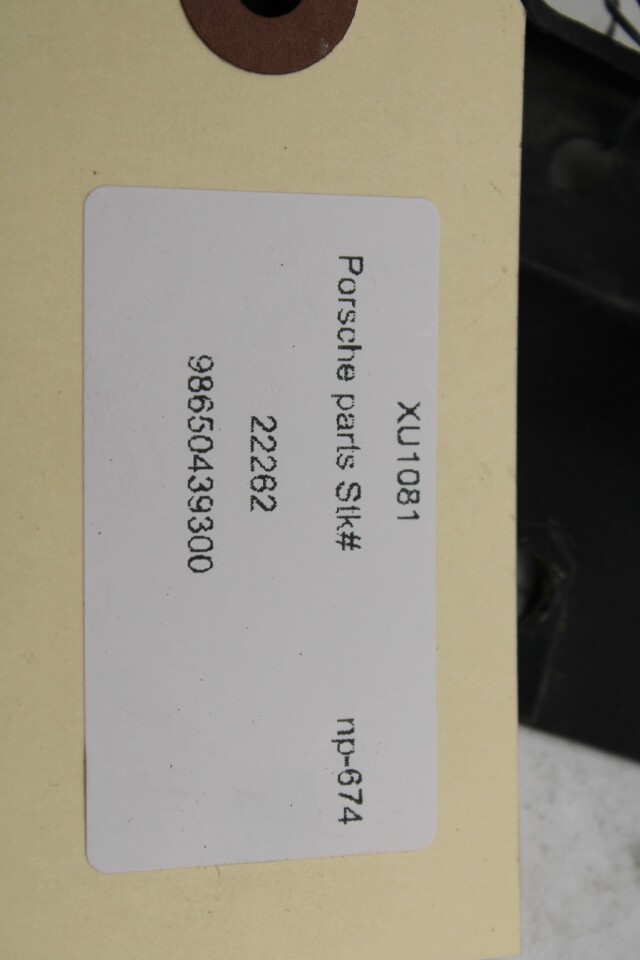 XU1081
Porsche parts Stk# np-674
22262
98650439300